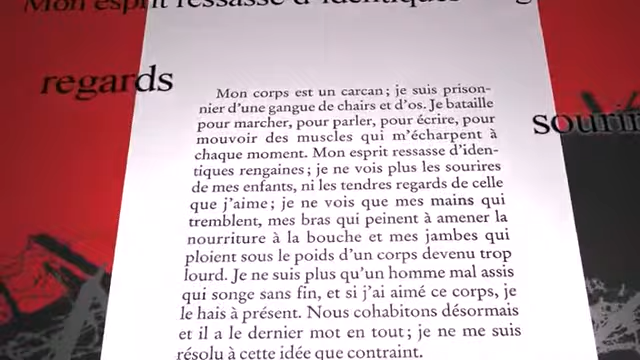 Mon esprit ressasse d'identiques
regards
souri
Mon corps est un carcan ; je suis prison-
nier d'une gangue de chairs et d'os. Je bataille
pour marcher, pour parler, pour écrire, pour
mouvoir des muscles qui m'écharpent à
chaque moment. Mon esprit ressasse d'iden-
tiques rengaines ; je ne vois plus les sourires
de mes enfants, ni les tendres regards de celle
que j'aime ; je ne vois que mes mains qui
tremblent, mes bras qui peinent à amener la
nourriture à la bouche et mes jambes qui
ploient sous le poids d'un corps devenu trop
lourd. Je ne suis plus qu'un homme mal assis
qui songe sans fin, et si j'ai aimé ce corps, je
le hais à présent. Nous cohabitons désormais
et il a le dernier mot en tout ; je ne me suis
résolu à cette idée que contraint.